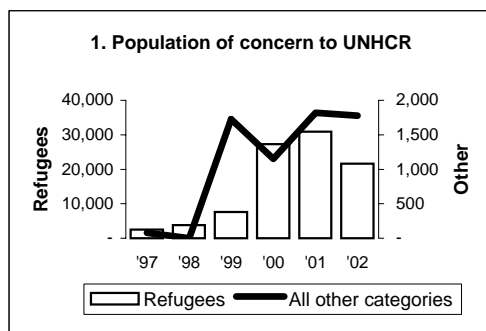 1. Population of concern to UNHCR
40,000
30,000
20,000
10,000
-
Refugees
2,000
1,500
1,000
500
-
Other
'97 '98 '99 '00 '01 '02
Refugees All other categories